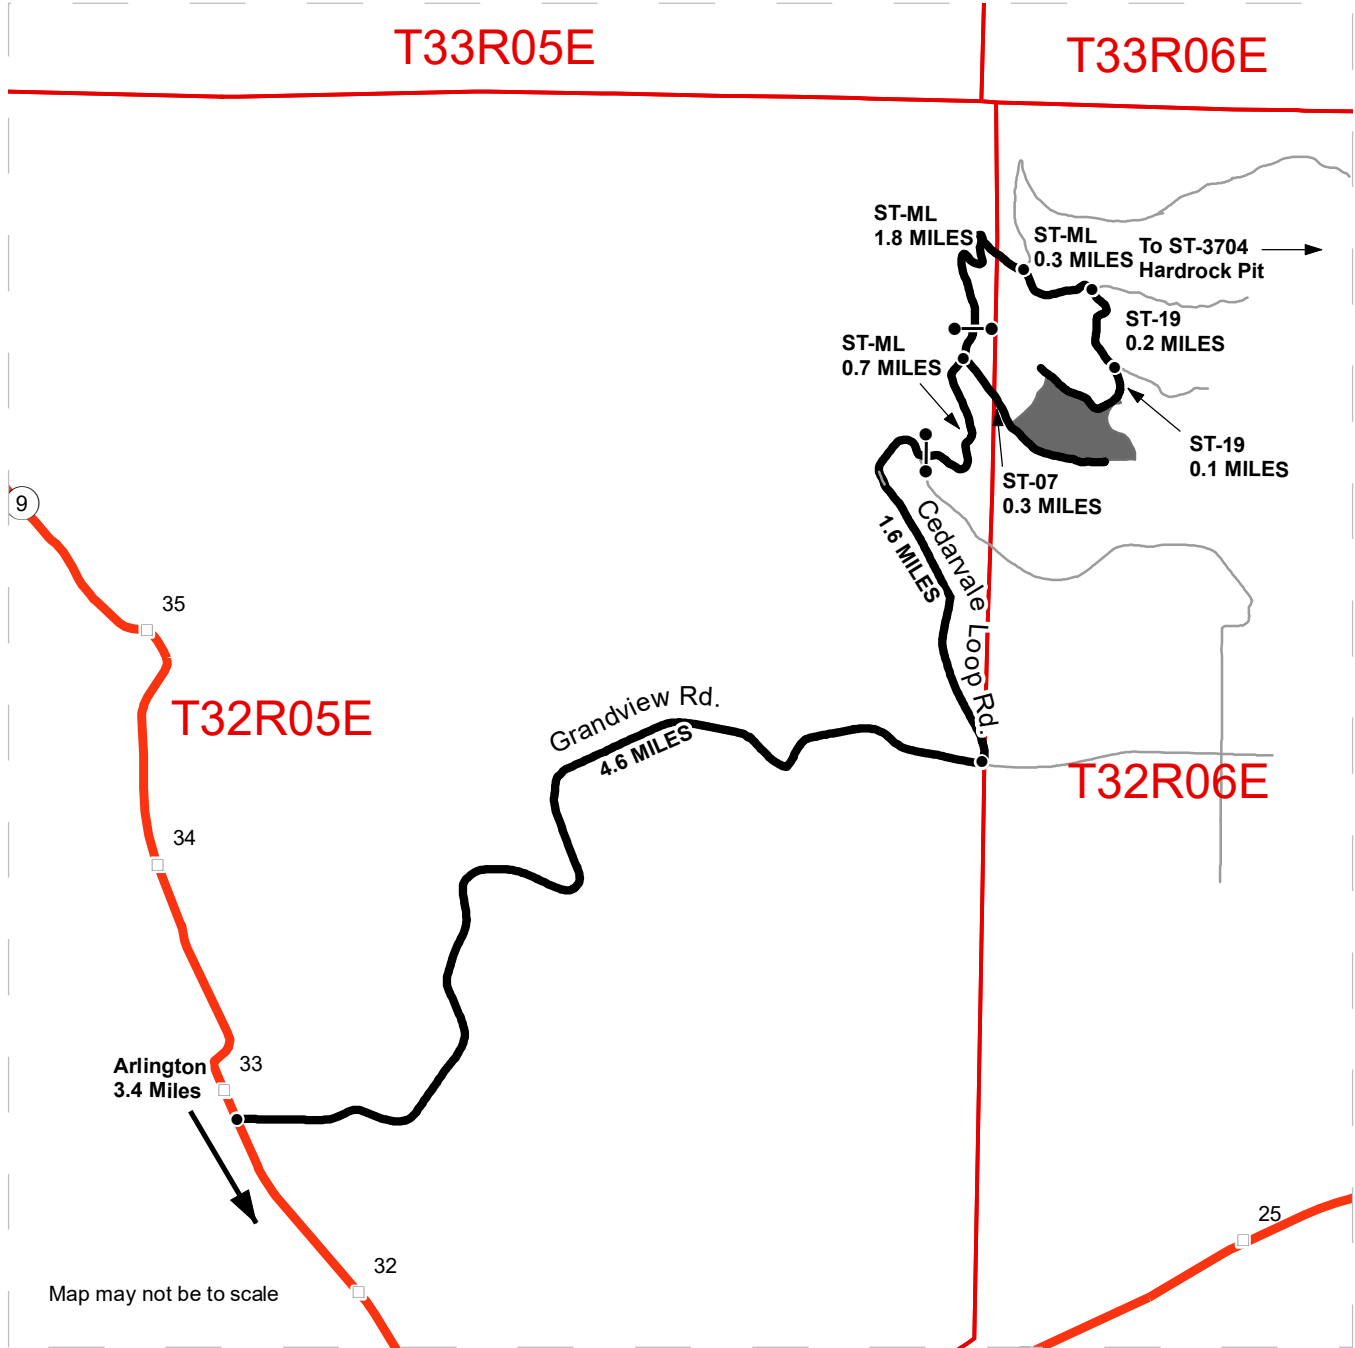 T33R05E
T33R06E
ST-ML
1.8 MILES
ST-ML
0.3 MILES
To ST-3704
Hardrock Pit
ST-19
0.2 MILES
ST-ML
0.7 MILES
ST-19
0.1 MILES
ST-07
0.3 MILES
9
Cedarvale Loop Rd.
1.6 MILES
35
T32R05E
Grandview Rd.
4.6 MILES
T32R06E
34
33
Arlington
3.4 Miles
25
32
Map may not be to scale